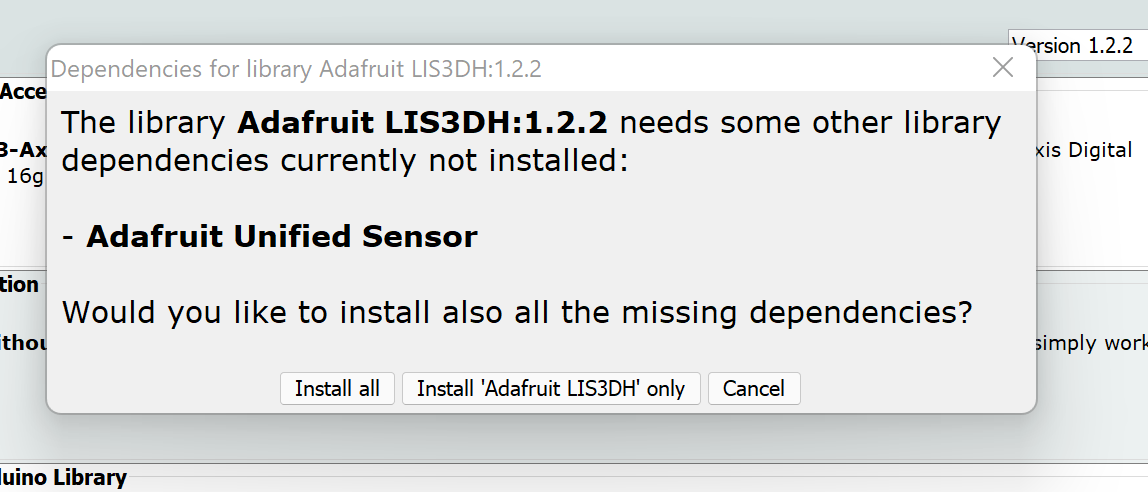 Version 1.2.2
Dependencies for library Adafruit LIS3DH:1.2.2
Acce
The library Adafruit LIS3DH:1.2.2 needs some other library
dependencies currently not installed:
3-Ax
xis Digital
16g
- Adafruit Unified Sensor
tion
Would you like to install also all the missing dependencies?
ithou
simply work
Install all
Install 'Adafruit LIS3DH' only
Cancel
duino Library